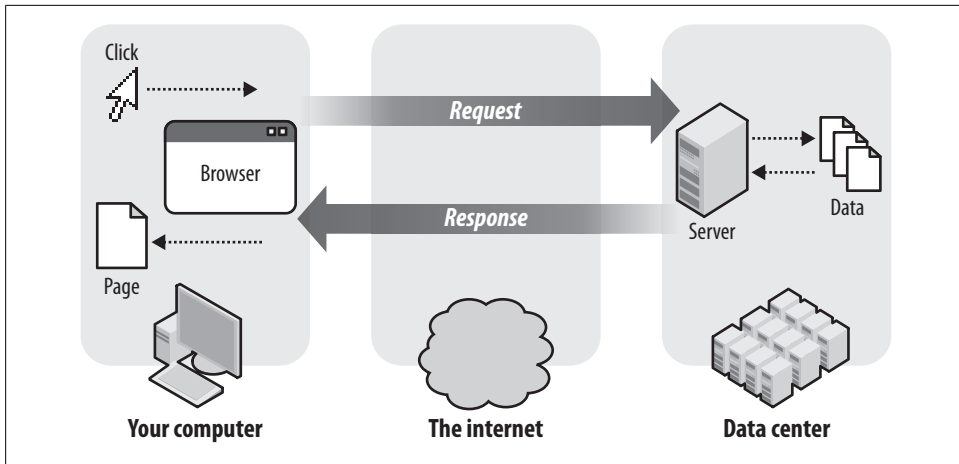 Click
Request
Browser
Response
Server
Data
Page
Your computer
The internet
Data center